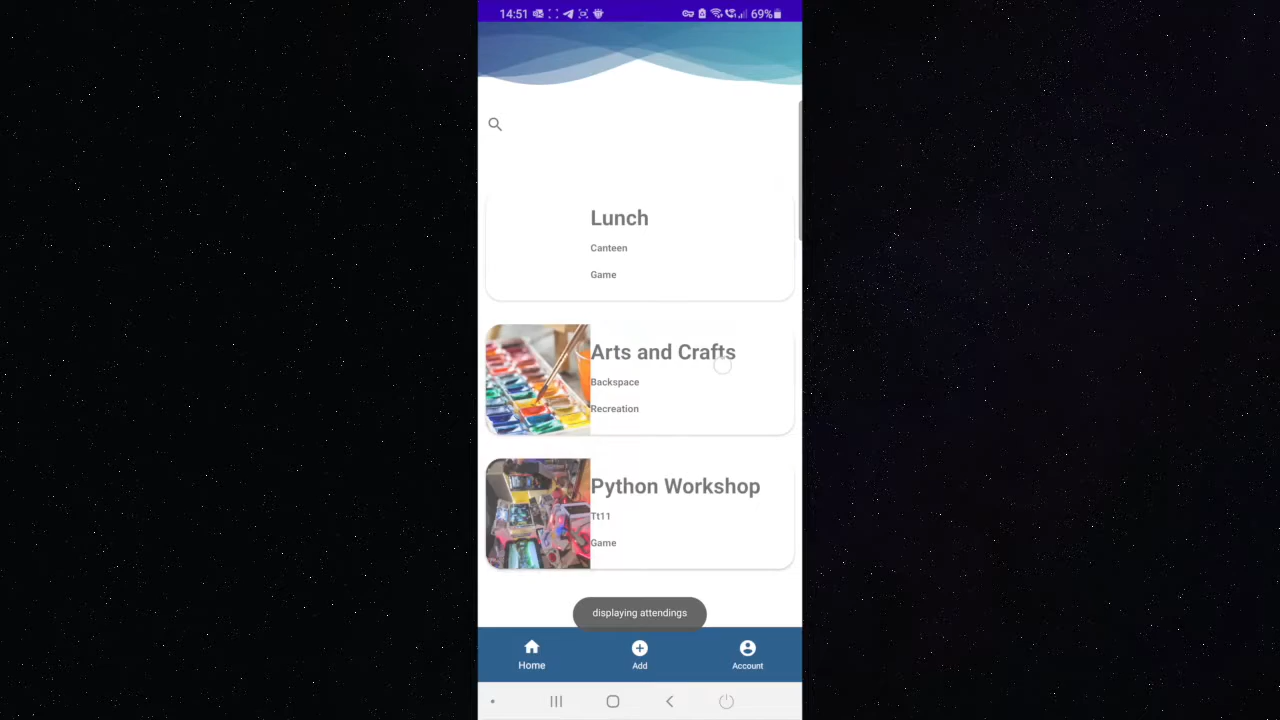 14:51 69%
Lunch
Canteen
Game
Arts and Crafts
Backspace
Recreation
Python Workshop
Tt11
Game
displaying attendings
Home Add Account